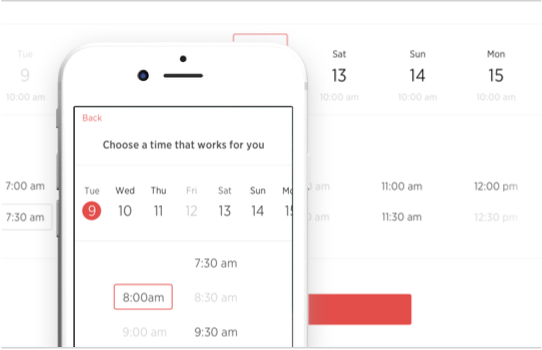 Tue
9
10:00 am
Sat
13
10:00 am
Sun
14
10:00 am
Mon
15
10:00 am
7:00 am
am
11:00 am
12:00 pm
7:30 am
am
11:30 am
12:30 pm
Back
Choose a time that works for you
Tue Wed Thu Fri Sat Sun
9 10 11 12 13 14
7:30 am
8:00am 8:30 am
9:00 am 9:30 am